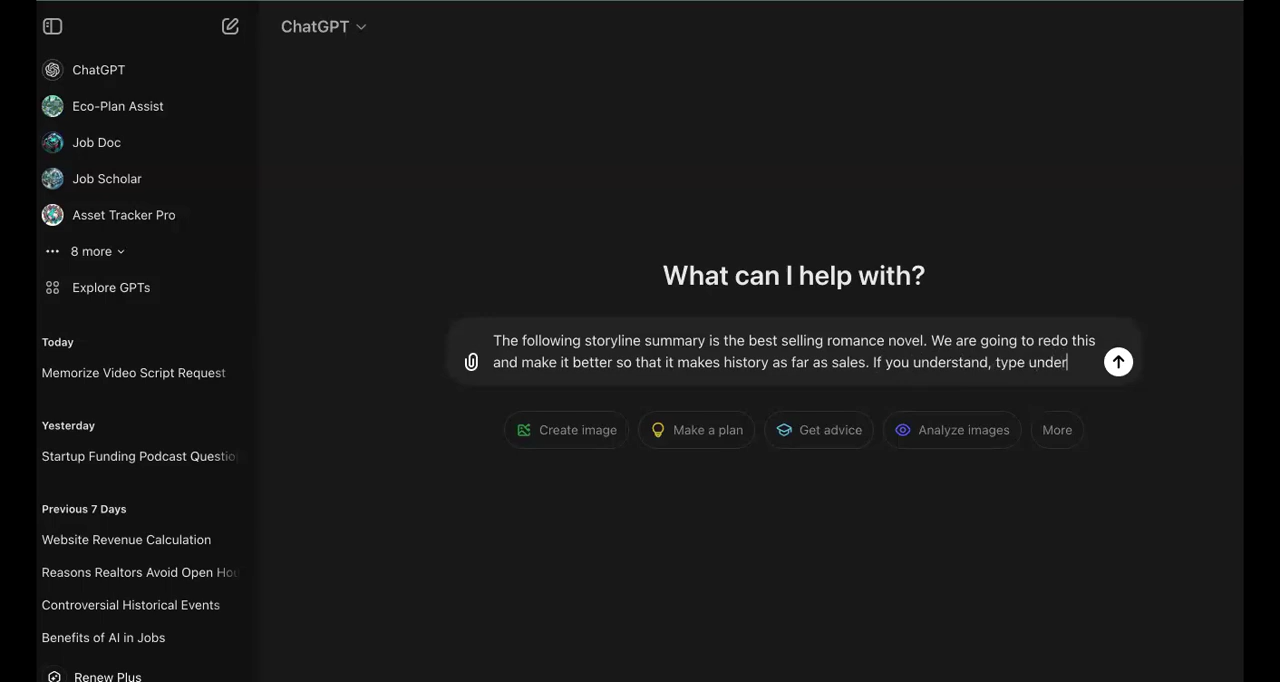 ChatGPT
ChatGPT
Eco-Plan Assist
Job Doc
Job Scholar
Asset Tracker Pro
8 more
Explore GPTs
Today
Memorize Video Script Request
Yesterday
Startup Funding Podcast Questio
Previous 7 Days
Website Revenue Calculation
Reasons Realtors Avoid Open Hou
Controversial Historical Events
Benefits of AI in Jobs
Renew Plus
What can I help with?
The following storyline summary is the best selling romance novel. We are going to redo this
and make it better so that it makes history as far as sales. If you understand, type under
Create image
Make a plan
Get advice
Analyze images
More